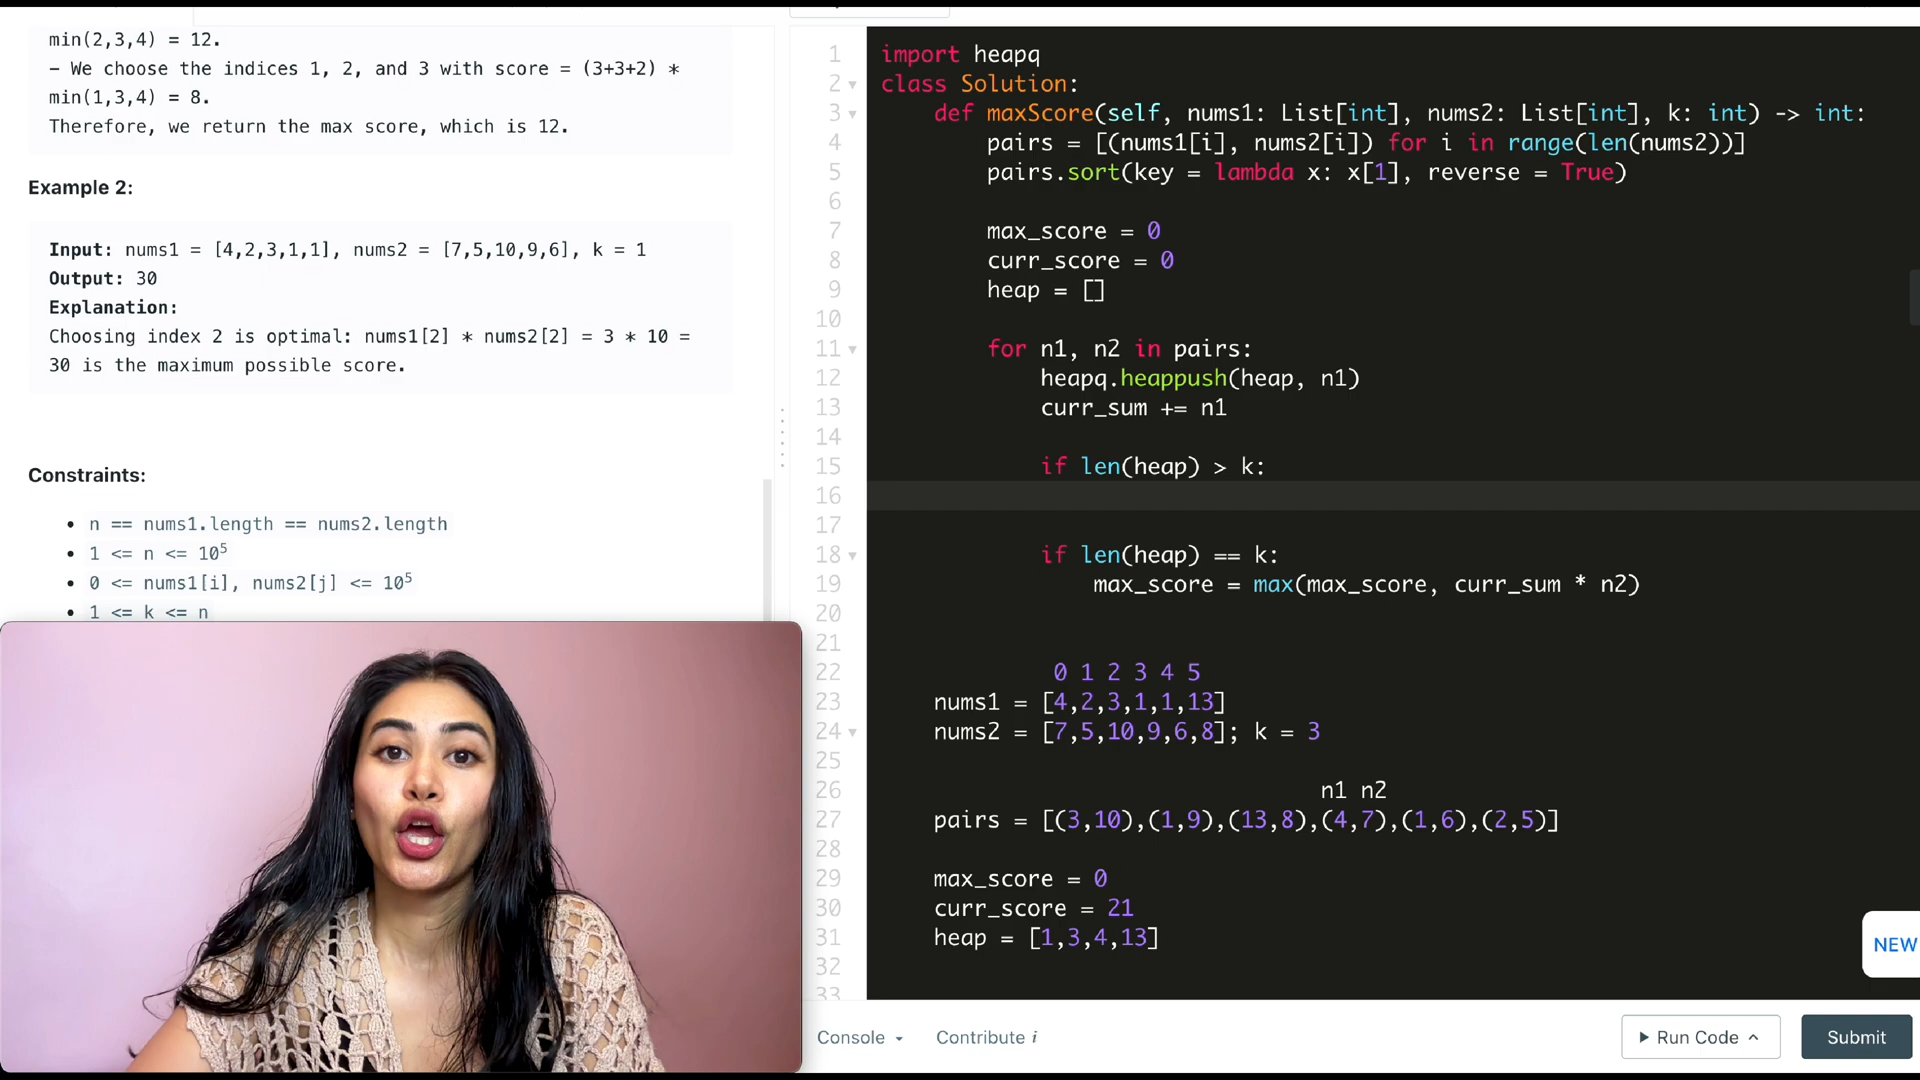 min(2,3,4) = 12.
- We choose the indices 1, 2, and 3 with score = (3+3+2) *
min(1,3,4) = 8.
Therefore, we return the max score, which is 12.
Example 2:
Input: nums1 = [4,2,3,1,1], nums2 = [7,5,10,9,6], k = 1
Output: 30
Explanation:
Choosing index 2 is optimal: nums1[2] * nums2[2] = 3 * 10 =
30 is the maximum possible score.
Constraints:
• n == nums1.length == nums2.length
• 1 <= n <= 10⁵
• 0 <= nums1[i], nums2[j] <= 10⁵
• 1 <= k <= n
1 import heapq
2 class Solution:
3 def maxScore(self, nums1: List[int], nums2: List[int], k: int) -> int:
4 pairs = [(nums1[i], nums2[i]) for i in range(len(nums2))]
5 pairs.sort(key = lambda x: x[1], reverse = True)
6
7 max_score = 0
8 curr_score = 0
9 heap = []
10
11 for n1, n2 in pairs:
12 heapq.heappush(heap, n1)
13 curr_sum += n1
14
15 if len(heap) > k:
16
17
18 if len(heap) == k:
19 max_score = max(max_score, curr_sum * n2)
20
21
22 0 1 2 3 4 5
23 nums1 = [4,2,3,1,1,13]
24 nums2 = [7,5,10,9,6,8]; k = 3
25
26 n1 n2
27 pairs = [(3,10),(1,9),(13,8),(4,7),(1,6),(2,5)]
28
29 max_score = 0
30 curr_score = 21
31 heap = [1,3,4,13]
32
33
NEW
Console
Contribute i
Run Code
Submit